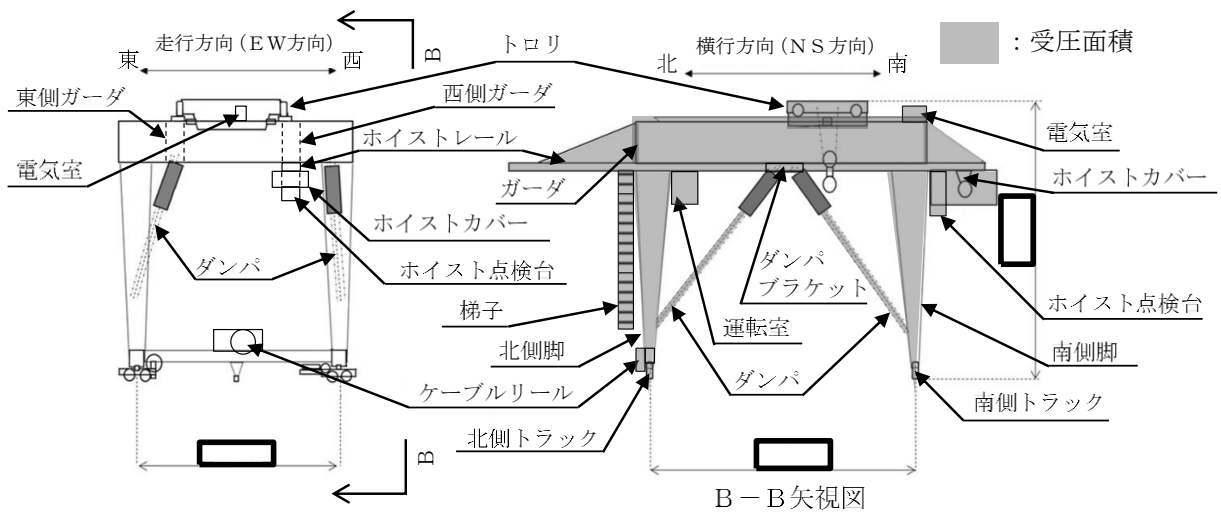 走行方向(EW方向)
東
西
B
トロリ
横行方向(NS方向)
北
南
：受圧面積
東側ガーダ
西側ガーダ
ホイストレール
電気室
電気室
ガーダ
ホイストカバー
ホイストカバー
ダンパ
ホイスト点検台
ダンパ
ブラケット
ホイスト点検台
梯子
運転室
北側脚
南側脚
ケーブルリール
ダンパ
南側トラック
北側トラック
B
B－B矢視図